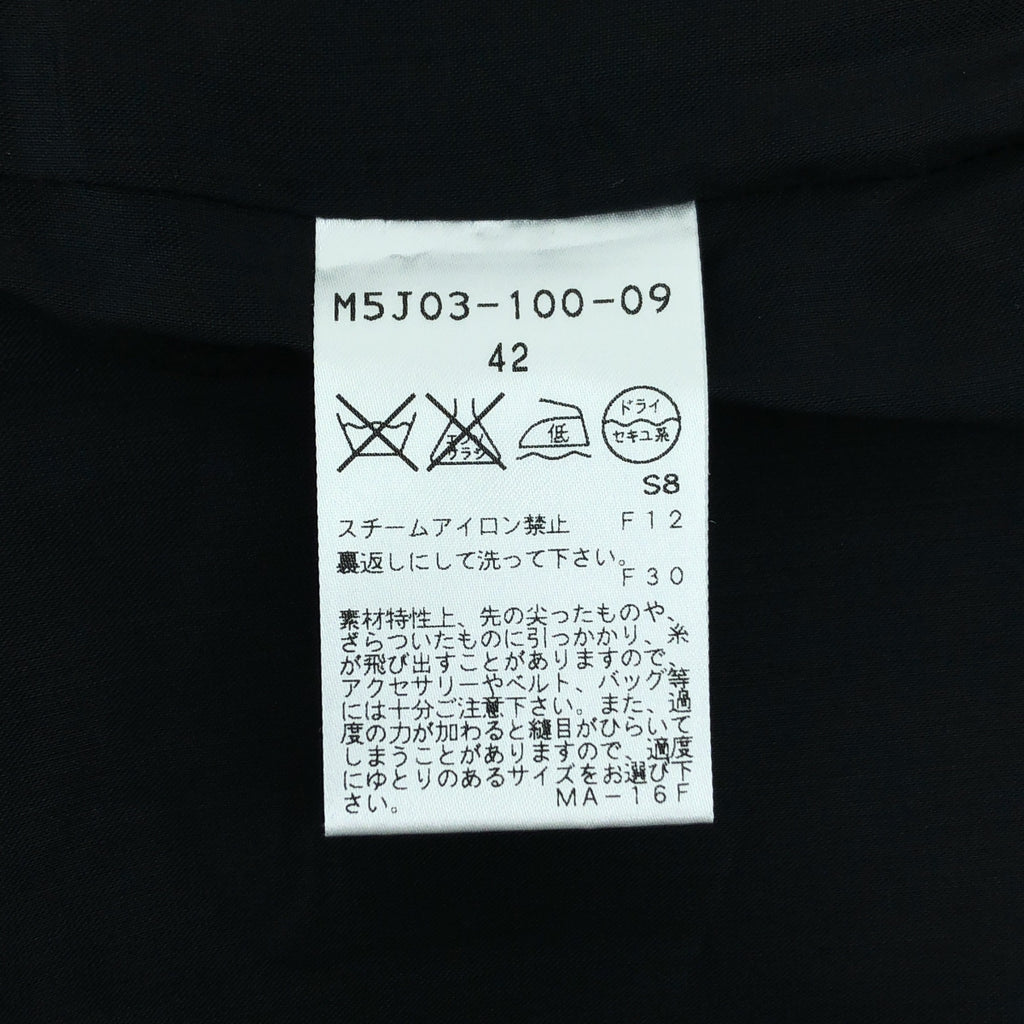 M5J03-100-09
42
低
ドライ
セキユ系
エンソ
サラシ
S8
スチームアイロン禁止 F12
裏返しにして洗って下さい。
F30
素材特性上、先の尖ったものや、
ざらついたものに引っかかり、糸
が飛び出すことがありますので、
アクセサリーやベルト、バッグ等
には十分ご注意下さい。また、過
度の力が加わると縫目がひらいて
しまうことがありますので、適度
にゆとりのあるサイズをお選び下
さい。 MA-16F